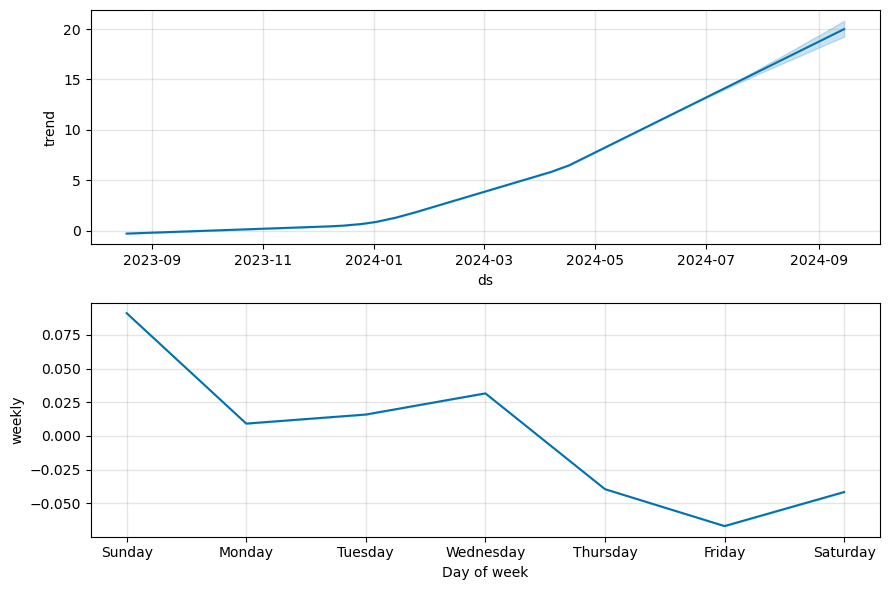 20
15
10
5
0
trend
2023-09 2023-11 2024-01 2024-03 2024-05 2024-07 2024-09
ds
0.075
0.050
0.025
0.000
−0.025
−0.050
weekly
Sunday Monday Tuesday Wednesday Thursday Friday Saturday
Day of week